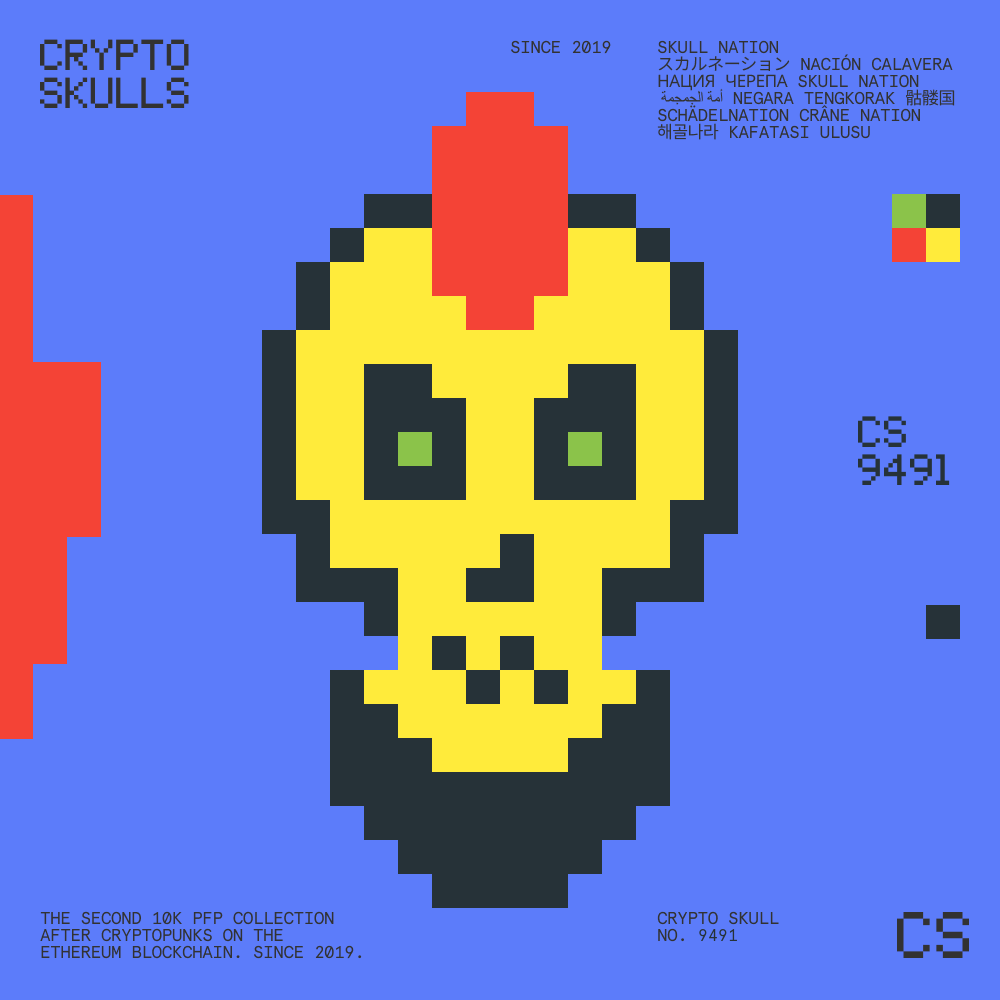 CRYPTO
SKULLS
SINCE 2019
SKULL NATION
スカルネーション NACIÓN CALAVERA
НАЦИЯ ЧЕРЕПА SKULL NATION
أمة الجمجمة NEGARA TENGKORAK 骷髅国
SCHÄDELNATION CRÂNE NATION
해골나라 KAFATASI ULUSU
CS
9491
THE SECOND 10K PFP COLLECTION
AFTER CRYPTOPUNKS ON THE
ETHEREUM BLOCKCHAIN. SINCE 2019.
CRYPTO SKULL
NO. 9491
CS